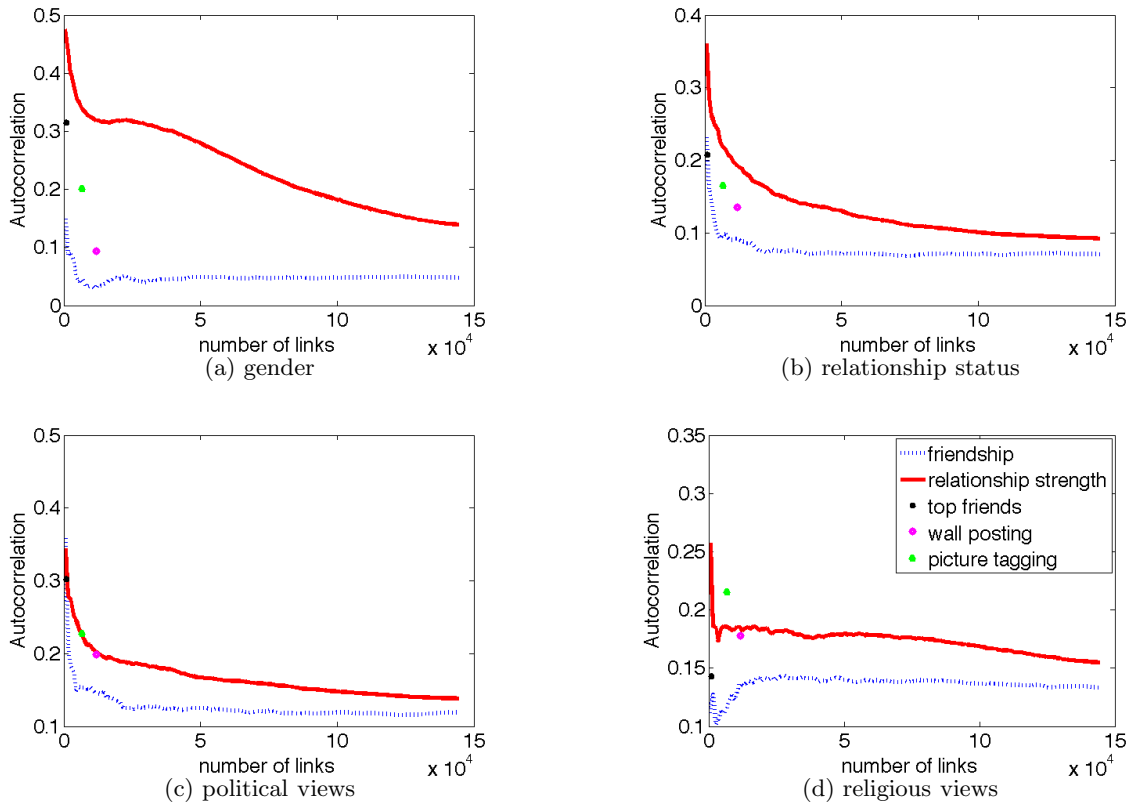 0.5
0.4
0.3
0.2
0.1
0
Autocorrelation
0 5 10 15
number of links
x 10^4
(a) gender
0.4
0.3
0.2
0.1
0
Autocorrelation
0 5 10 15
number of links
x 10^4
(b) relationship status
0.5
0.4
0.3
0.2
0.1
Autocorrelation
0 5 10 15
number of links
x 10^4
(c) political views
0.35
0.3
0.25
0.2
0.15
0.1
Autocorrelation
friendship
relationship strength
top friends
wall posting
picture tagging
0 5 10 15
number of links
x 10^4
(d) religious views